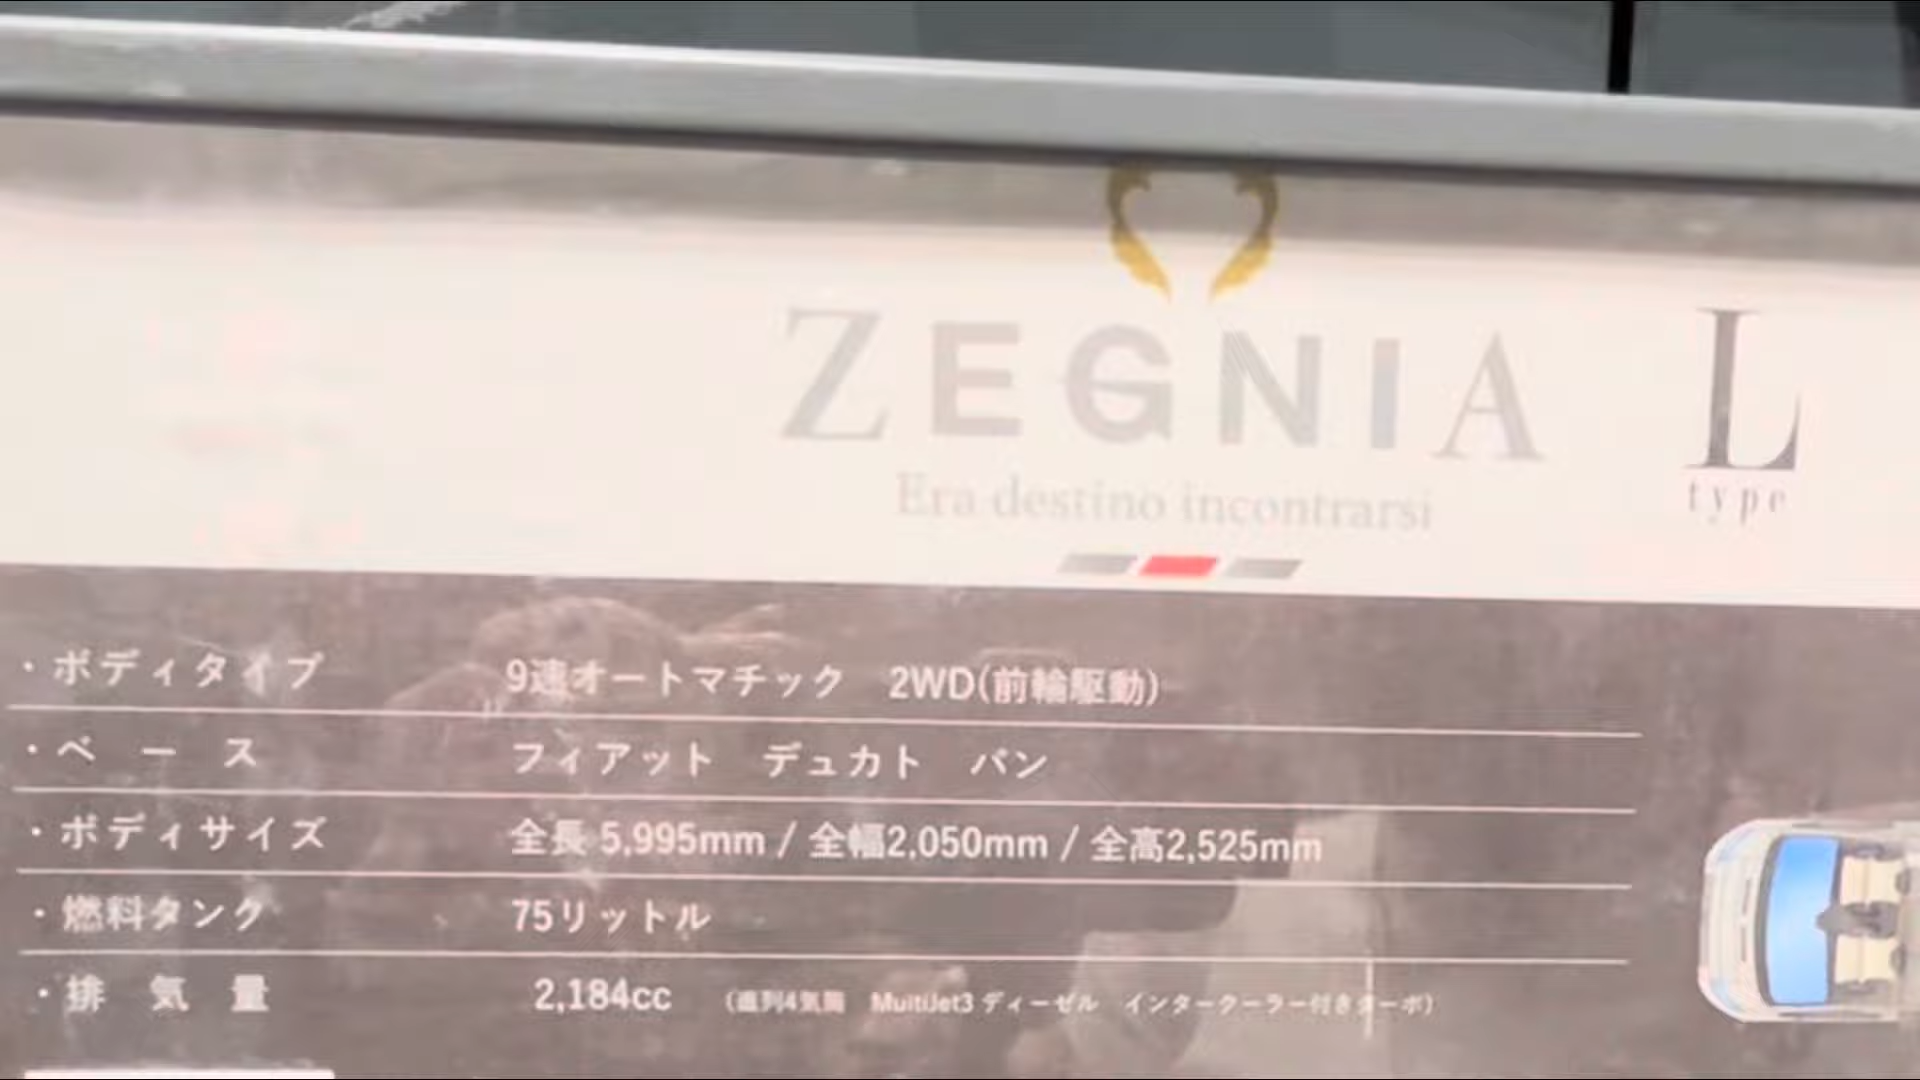 ZEGNIA L
type
Era destino incontrarsi
・ボディタイプ 9速オートマチック 2WD(前輪駆動)
・ベース フィアット デュカト バン
・ボディサイズ 全長 5,995mm / 全幅2,050mm / 全高2,525mm
・燃料タンク 75リットル
・排気量 2,184cc (直列4気筒 MultiJet3 ディーゼル インタークーラー付きターボ)